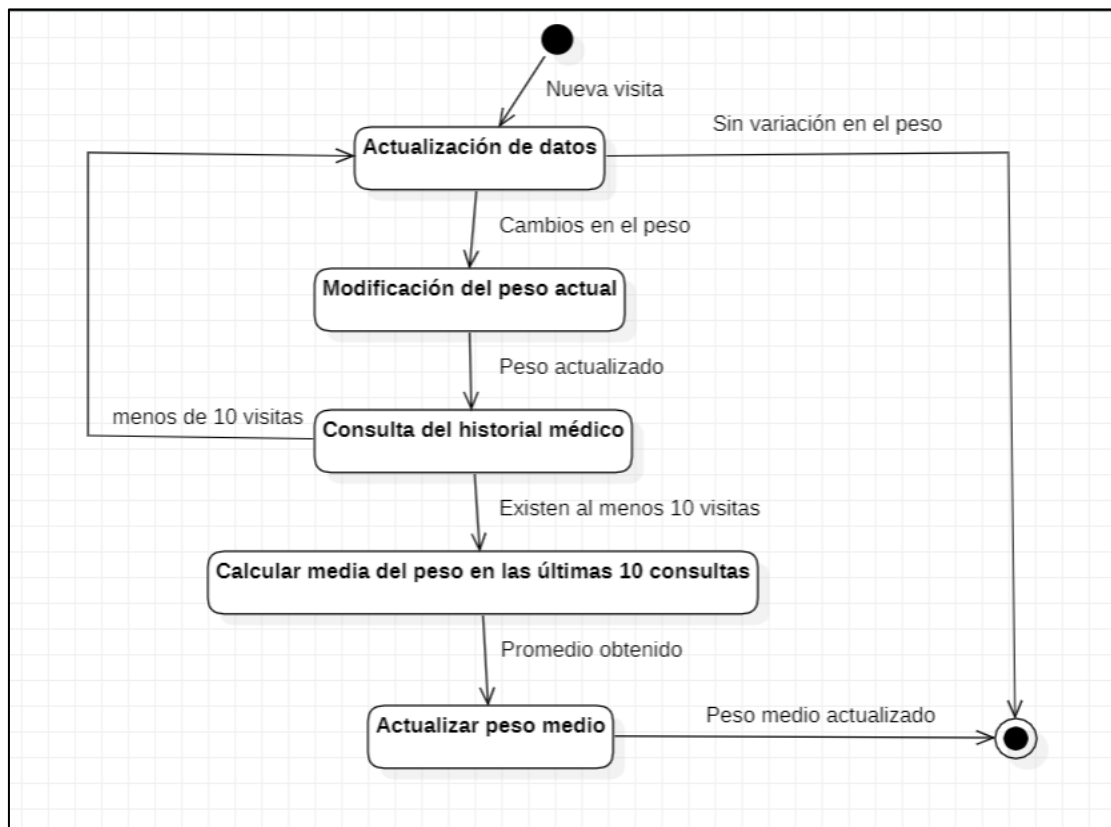 Nueva visita
Sin variación en el peso
Actualización de datos
Cambios en el peso
Modificación del peso actual
Peso actualizado
menos de 10 visitas
Consulta del historial médico
Existen al menos 10 visitas
Calcular media del peso en las últimas 10 consultas
Promedio obtenido
Actualizar peso medio
Peso medio actualizado